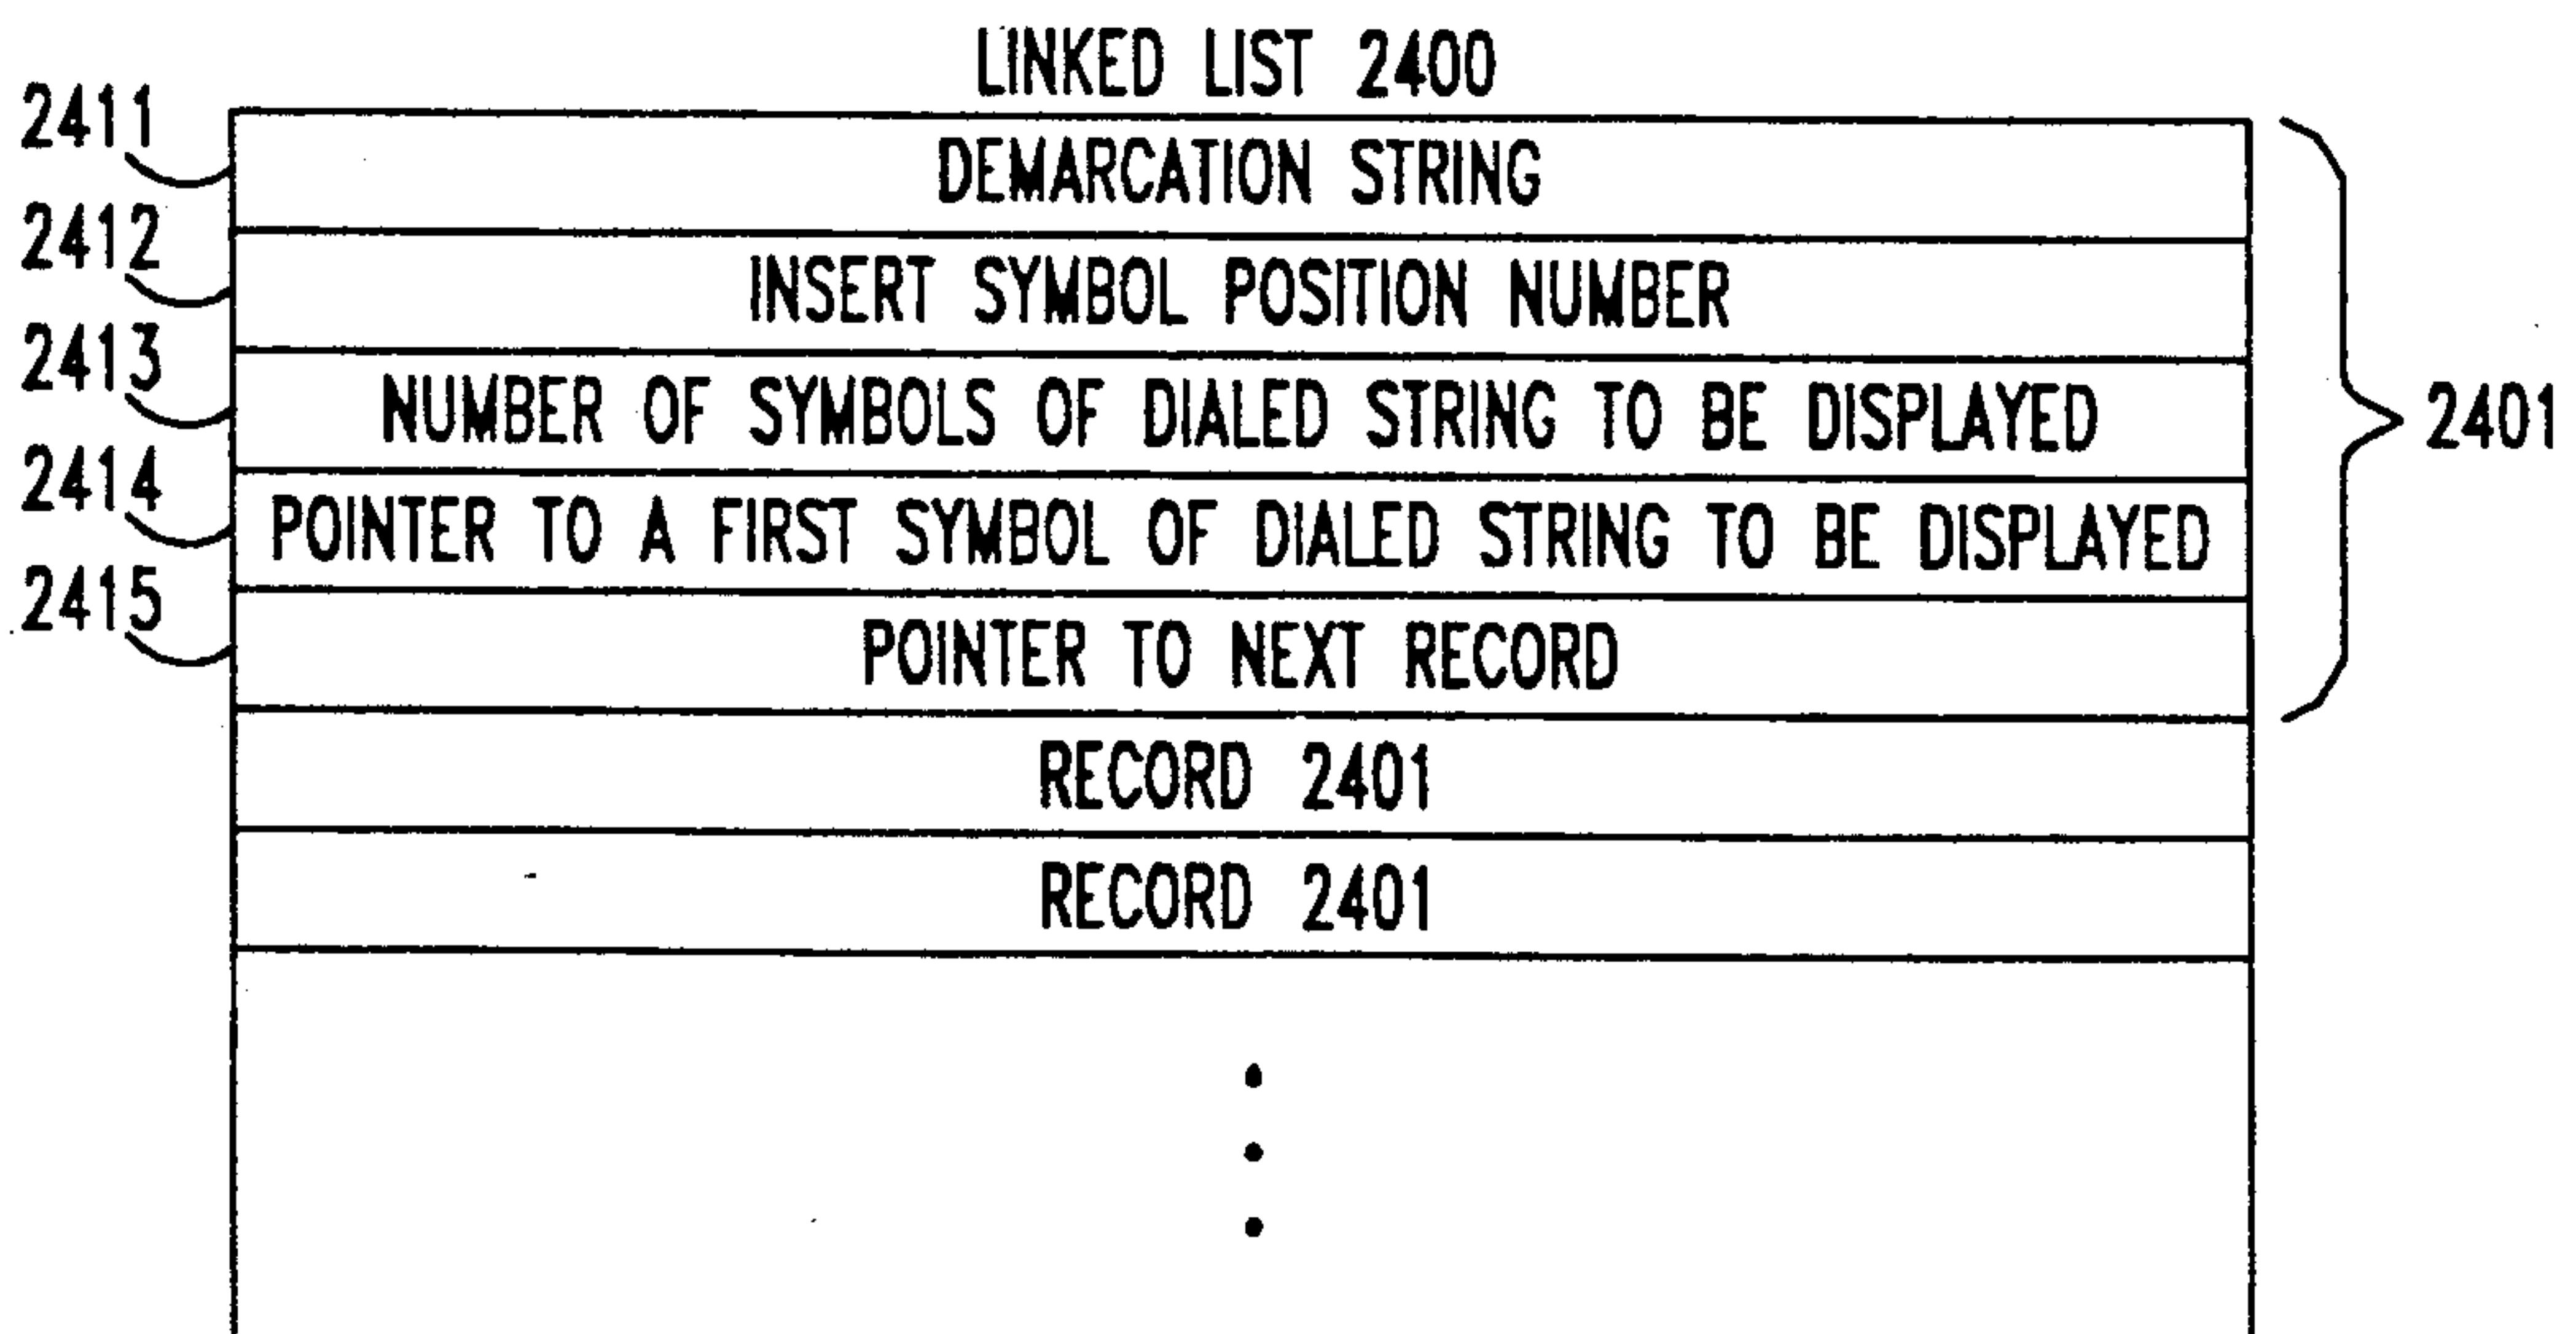 LINKED LIST 2400
2411
DEMARCATION STRING
2412
INSERT SYMBOL POSITION NUMBER
2413
NUMBER OF SYMBOLS OF DIALED STRING TO BE DISPLAYED
2401
2414
POINTER TO A FIRST SYMBOL OF DIALED STRING TO BE DISPLAYED
2415
POINTER TO NEXT RECORD
RECORD 2401
RECORD 2401